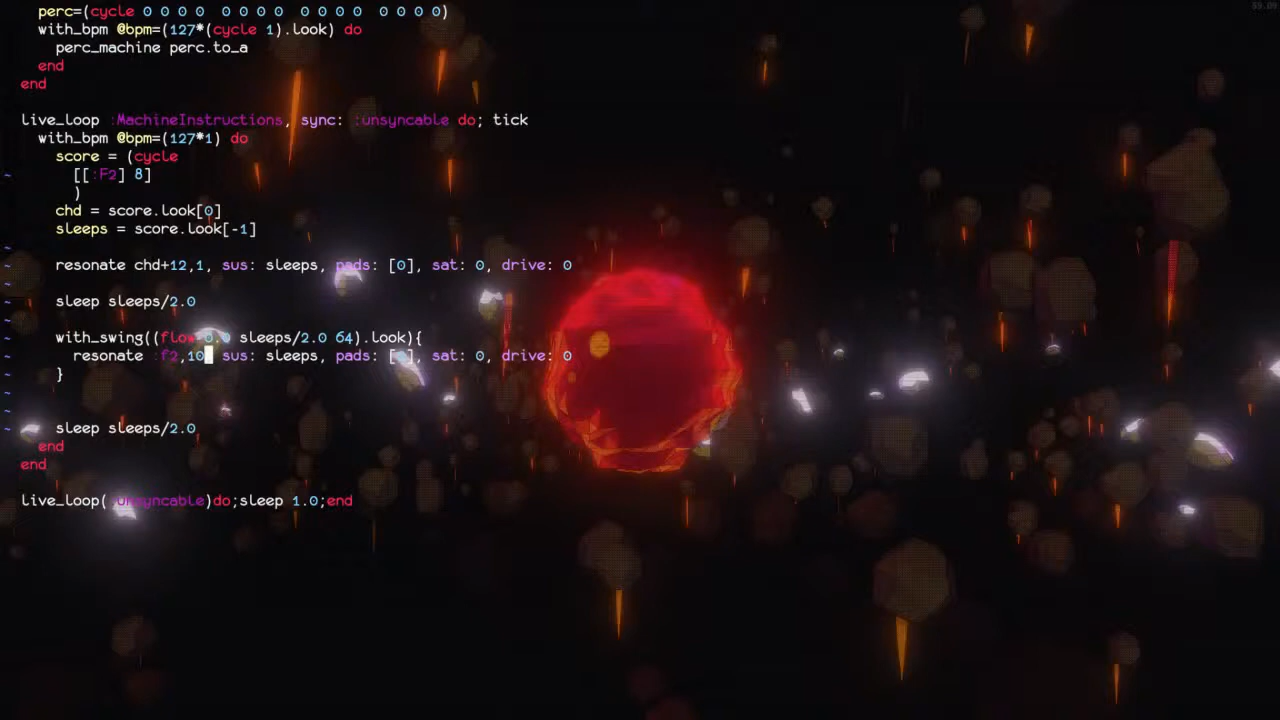 perc=(cycle 0 0 0 0  0 0 0 0  0 0 0 0  0 0 0 0)
with_bpm @bpm=(127*(cycle 1).look) do
perc_machine perc.to_a
end
end
live_loop :MachineInstructions, sync: :unsyncable do; tick
with_bpm @bpm=(127*1) do
score = (cycle
~ [[:F2] 8]
)
chd = score.look[0]
sleeps = score.look[-1]
~
~ resonate chd+12,1, sus: sleeps, pads: [0], sat: 0, drive: 0
~
~ sleep sleeps/2.0
~
~ with_swing((flow 0.0 sleeps/2.0 64).look){
~ resonate :f2,10 sus: sleeps, pads: [0], sat: 0, drive: 0
~ }
~
~
~ sleep sleeps/2.0
end
end
live_loop(:unsyncable)do;sleep 1.0;end